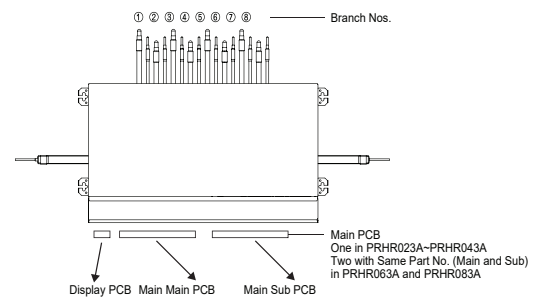 ① ② ③ ④ ⑤ ⑥ ⑦ ⑧ Branch Nos.
Main PCB
One in PRHR023A~PRHR043A
Two with Same Part No. (Main and Sub)
in PRHR063A and PRHR083A
Display PCB Main Main PCB Main Sub PCB